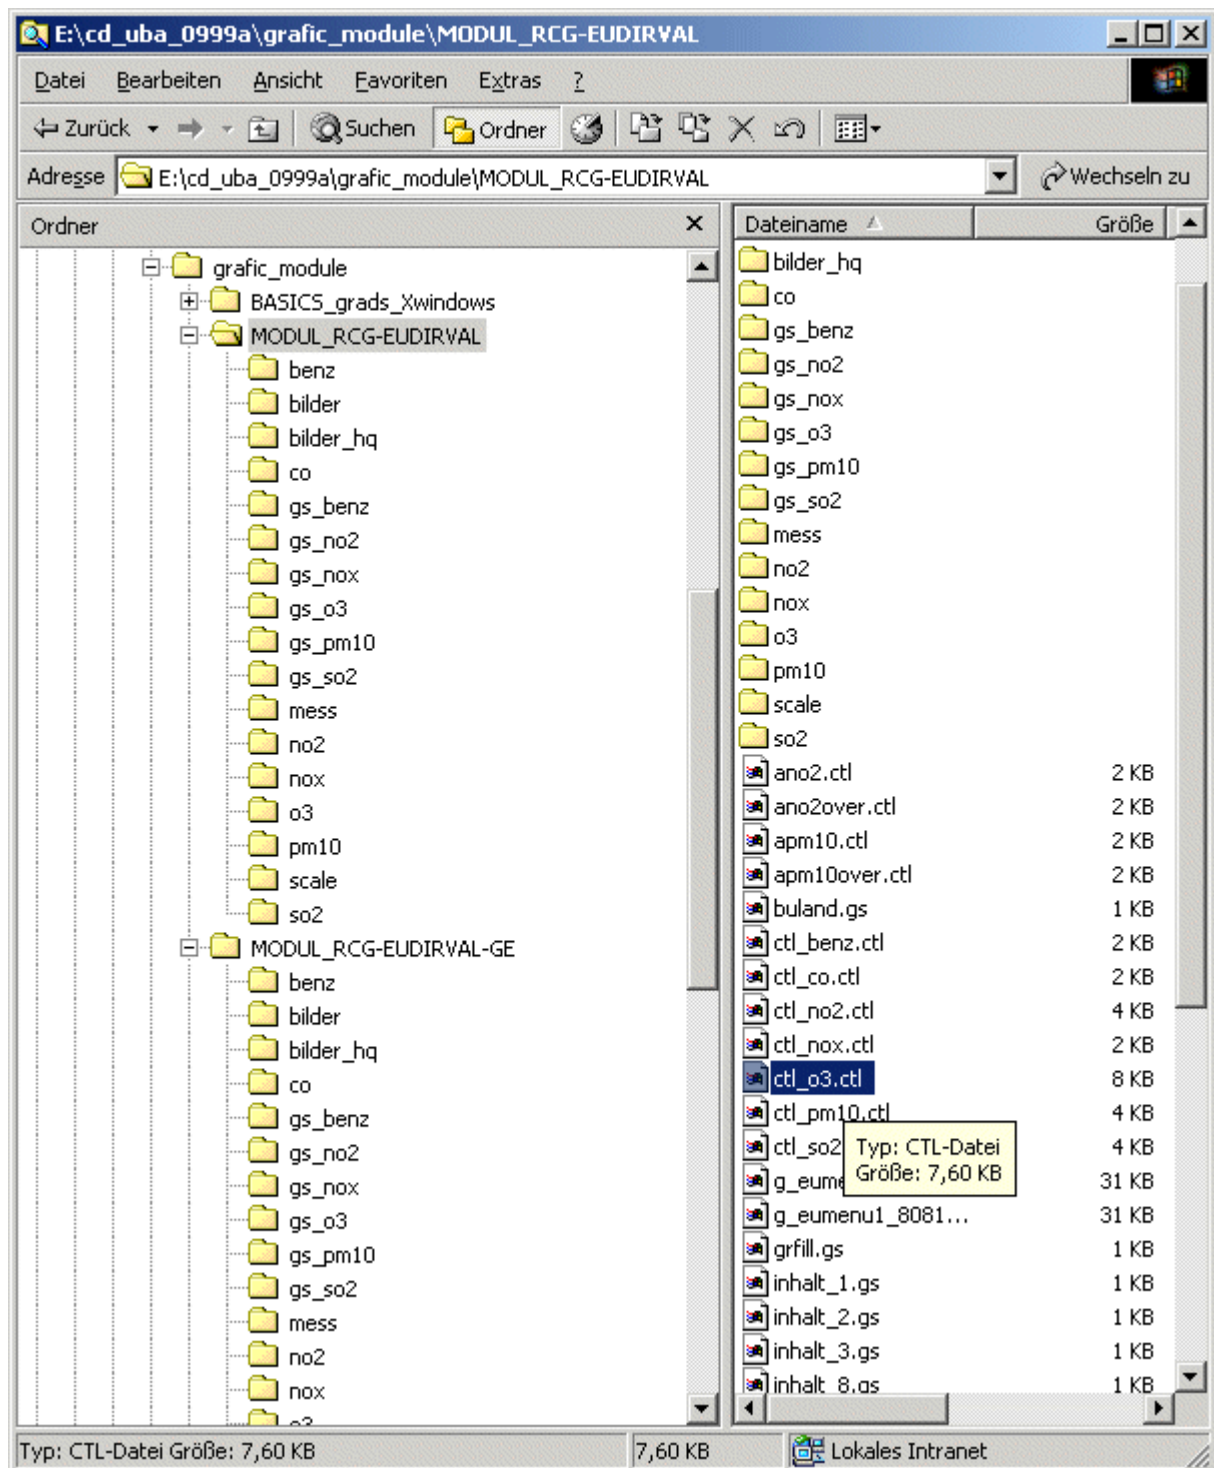 E:\cd_uba_0999a\grafic_module\MODUL_RCG-EUDIRVAL
Datei Bearbeiten Ansicht Favoriten Extras ?
Zurück Suchen Ordner
Adresse E:\cd_uba_0999a\grafic_module\MODUL_RCG-EUDIRVAL Wechseln zu
Ordner
grafic_module
BASICS_grads_Xwindows
MODUL_RCG-EUDIRVAL
benz
bilder
bilder_hq
co
gs_benz
gs_no2
gs_nox
gs_o3
gs_pm10
gs_so2
mess
no2
nox
o3
pm10
scale
so2
MODUL_RCG-EUDIRVAL-GE
benz
bilder
bilder_hq
co
gs_benz
gs_no2
gs_nox
gs_o3
gs_pm10
gs_so2
mess
no2
nox
o3
Dateiname Größe
bilder_hq
co
gs_benz
gs_no2
gs_nox
gs_o3
gs_pm10
gs_so2
mess
no2
nox
o3
pm10
scale
so2
ano2.ctl 2 KB
ano2over.ctl 2 KB
apm10.ctl 2 KB
apm10over.ctl 2 KB
buland.gs 1 KB
ctl_benz.ctl 2 KB
ctl_co.ctl 2 KB
ctl_no2.ctl 4 KB
ctl_nox.ctl 2 KB
ctl_o3.ctl 8 KB
ctl_pm10.ctl 4 KB
ctl_so2 4 KB
Typ: CTL-Datei
Größe: 7,60 KB
g_eume 31 KB
g_eumenu1_8081... 31 KB
grfill.gs 1 KB
inhalt_1.gs 1 KB
inhalt_2.gs 1 KB
inhalt_3.gs 1 KB
inhalt_8.gs 1 KB
Typ: CTL-Datei Größe: 7,60 KB 7,60 KB Lokales Intranet